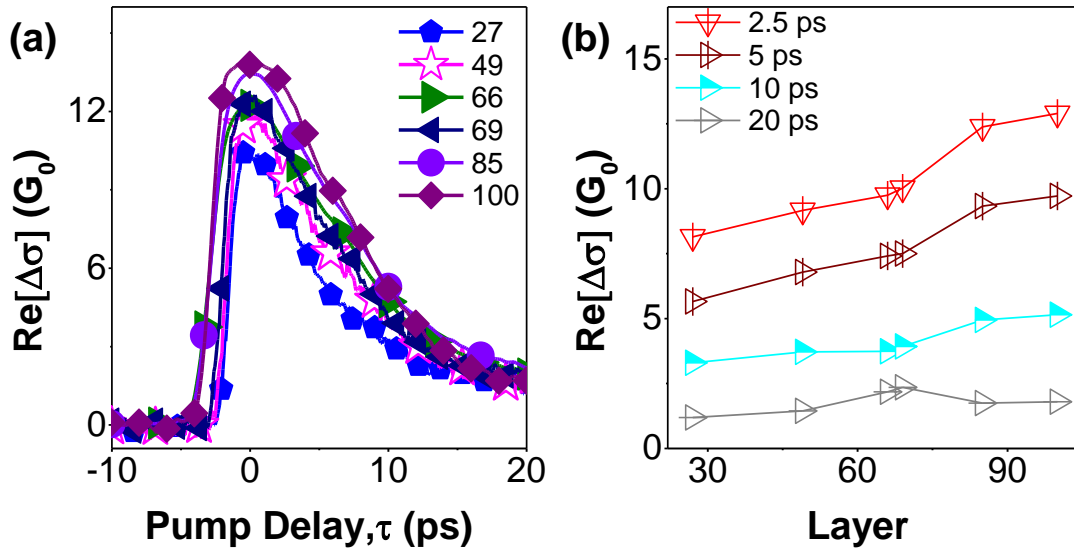 (a)
Re[Δσ] (G0)
12
6
0
-10
0
10
20
Pump Delay,τ (ps)
27
49
66
69
85
100
(b)
Re[Δσ] (G0)
15
10
5
0
30
60
90
Layer
2.5 ps
5 ps
10 ps
20 ps